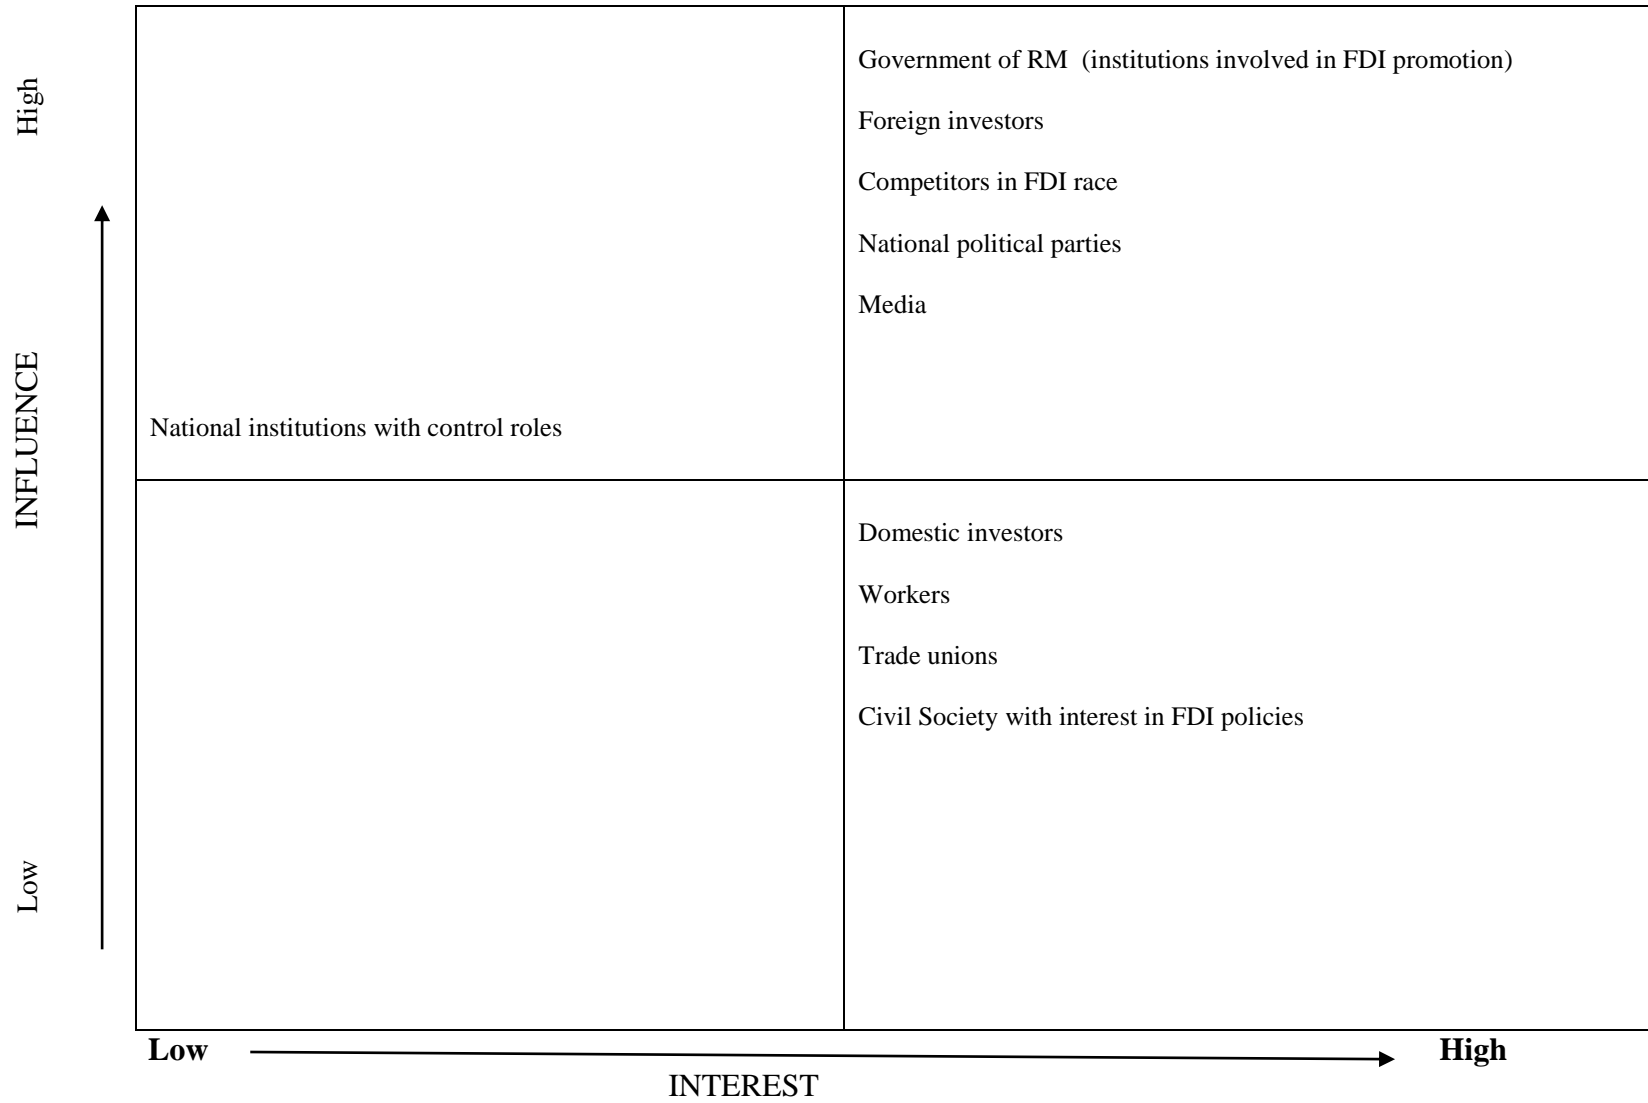 High
Government of RM  (institutions involved in FDI promotion)
Foreign investors
Competitors in FDI race
National political parties
Media
INFLUENCE
National institutions with control roles
Domestic investors
Workers
Trade unions
Civil Society with interest in FDI policies
Low
Low
High
INTEREST